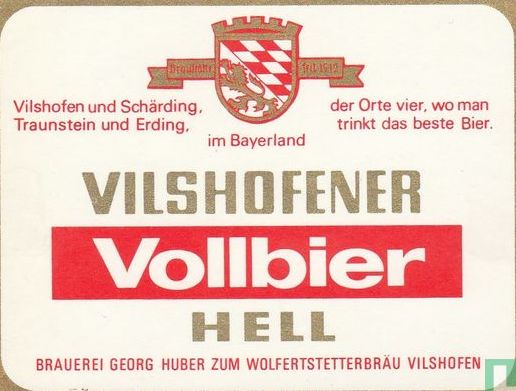 Vilshofen und Schärding, der Orte vier, wo man
Traunstein und Erding, trinkt das beste Bier.
im Bayerland
VILSHOFENER
Vollbier
HELL
BRAUEREI GEORG HUBER ZUM WOLFERTSTETTERBRÄU VILSHOFEN
catawiki